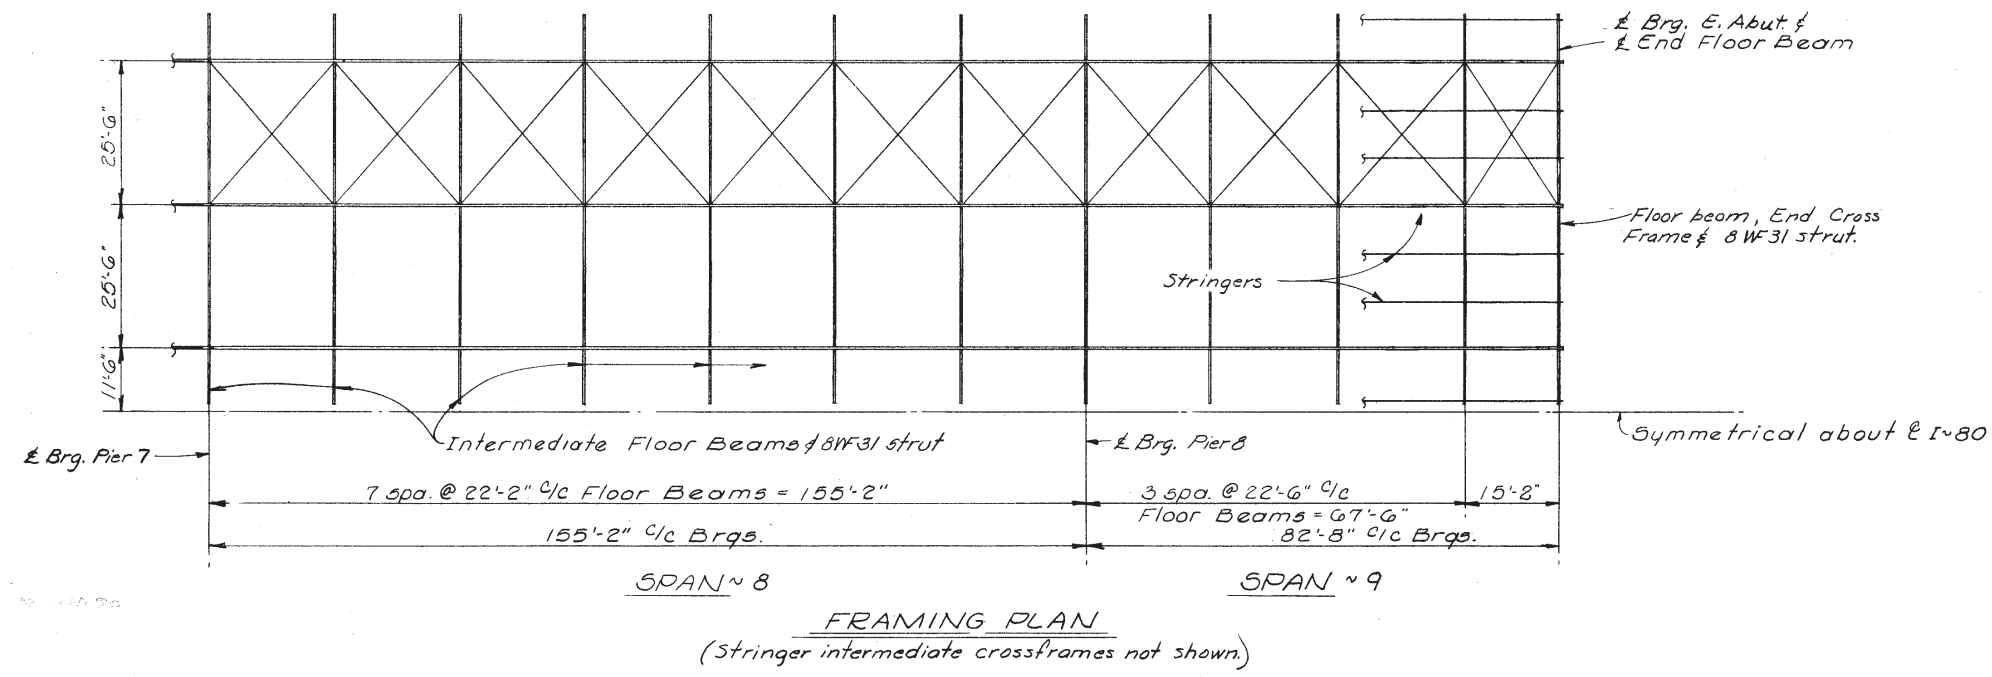 ℄ Brg. E. Abut. &
℄ End Floor Beam
25'-6"
Floor beam, End Cross
Frame & 8WF31 strut.
25'-6"
Stringers
11'-6"
Symmetrical about ℄ I~80
Intermediate Floor Beams & 8WF31 strut
℄ Brg. Pier 8
℄ Brg. Pier 7
7 spa. @ 22'-2" c/c Floor Beams = 155'-2"
3 spa. @ 22'-6" c/c
15'-2"
Floor Beams = 67'-6"
155'-2" c/c Brgs.
82'-8" c/c Brgs.
SPAN ~ 8
SPAN ~ 9
FRAMING PLAN
(Stringer intermediate crossframes not shown.)